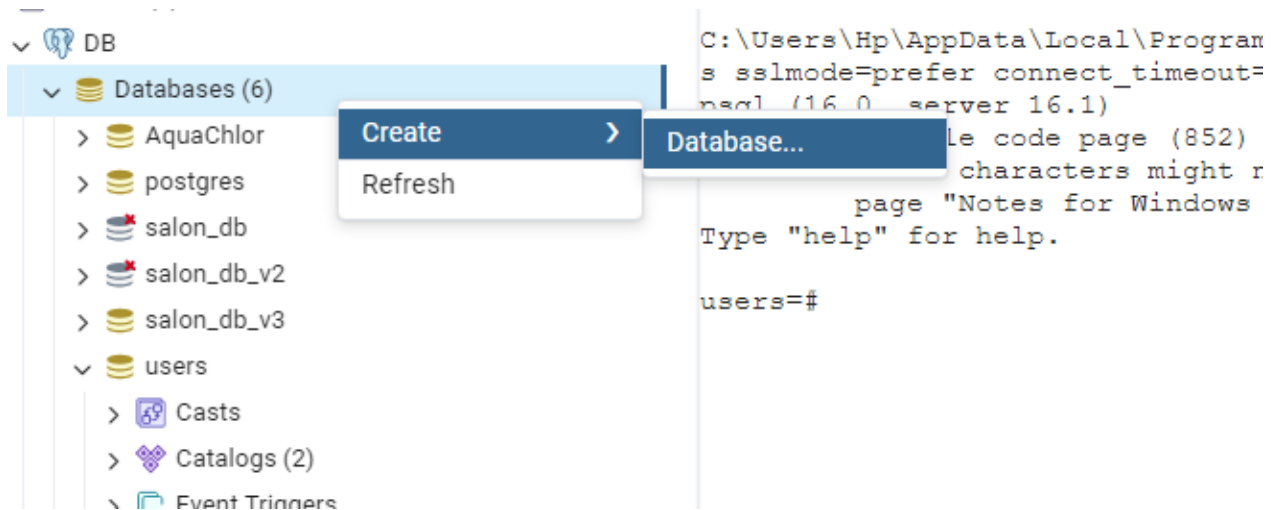 DB
Databases (6)
AquaChlor
postgres
salon_db
salon_db_v2
salon_db_v3
users
Casts
Catalogs (2)
Event Triggers
Create
Refresh
Database...
C:\Users\Hp\AppData\Local\Program
s sslmode=prefer connect_timeout=
psql (16.0, server 16.1)
le code page (852)
characters might n
page "Notes for Windows
Type "help" for help.
users=#